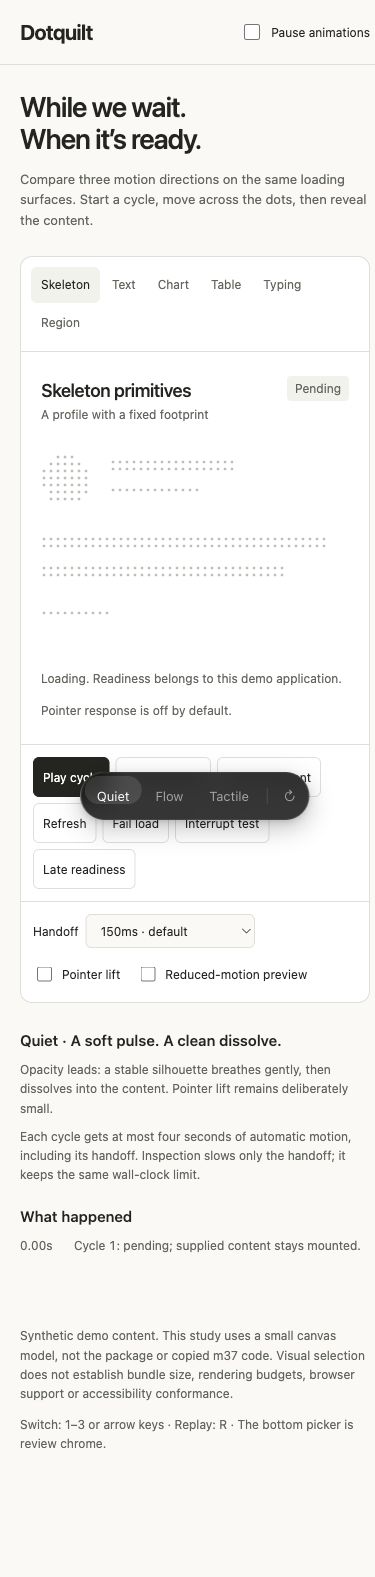 Dotquilt
Pause animations
While we wait.
When it’s ready.
Compare three motion directions on the same loading
surfaces. Start a cycle, move across the dots, then reveal
the content.
Skeleton Text Chart Table Typing
Region
Skeleton primitives
Pending
A profile with a fixed footprint
Loading. Readiness belongs to this demo application.
Pointer response is off by default.
Play
Quiet Flow Tactile ↻
Refresh Fail load Interrupt test
Late readiness
Handoff 150ms · default
Pointer lift Reduced-motion preview
Quiet · A soft pulse. A clean dissolve.
Opacity leads: a stable silhouette breathes gently, then
dissolves into the content. Pointer lift remains deliberately
small.
Each cycle gets at most four seconds of automatic motion,
including its handoff. Inspection slows only the handoff; it
keeps the same wall-clock limit.
What happened
0.00s Cycle 1: pending; supplied content stays mounted.
Synthetic demo content. This study uses a small canvas
model, not the package or copied m37 code. Visual selection
does not establish bundle size, rendering budgets, browser
support or accessibility conformance.
Switch: 1–3 or arrow keys · Replay: R · The bottom picker is
review chrome.